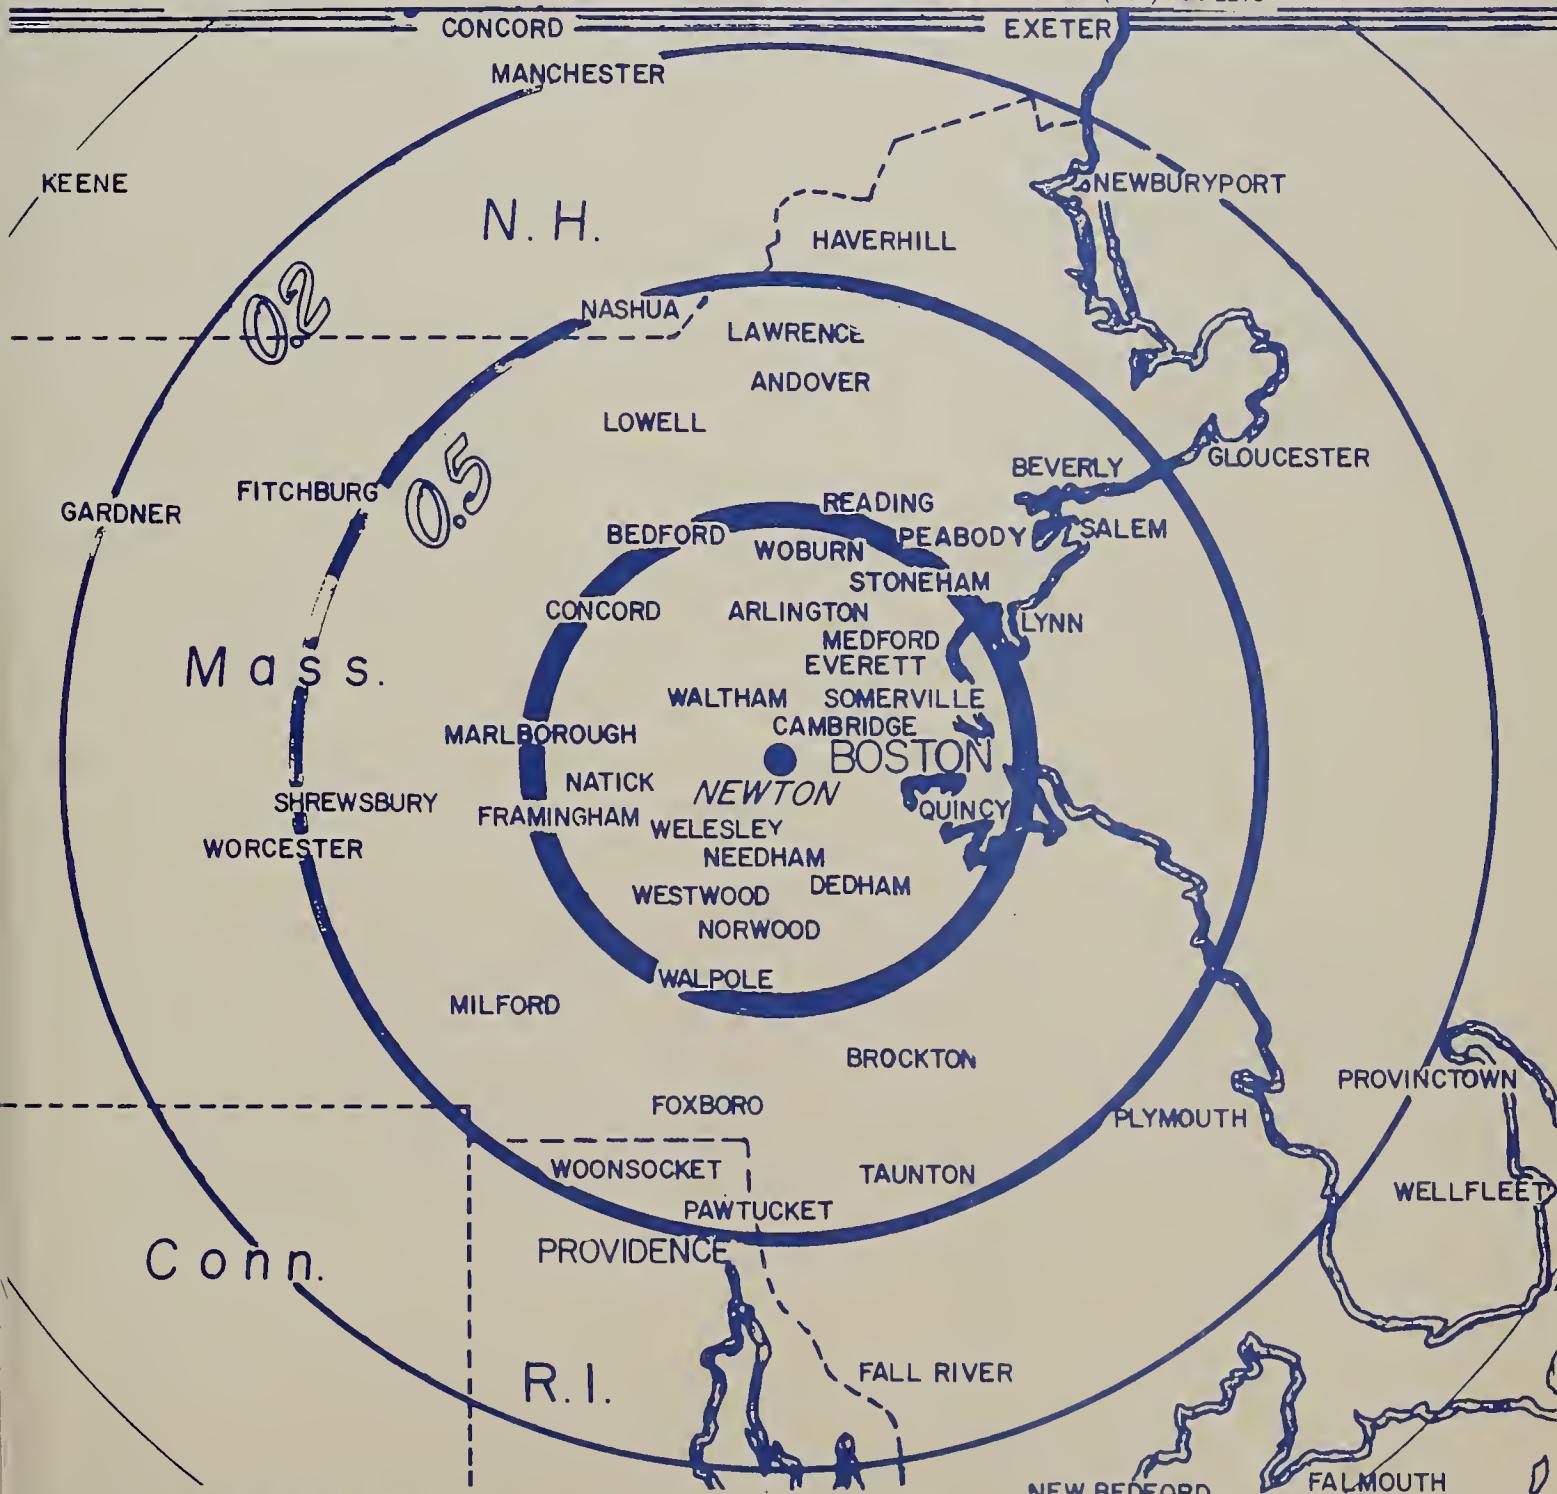 CONCORD
EXETER
MANCHESTER
KEENE
NEWBURYPORT
N. H.
HAVERHILL
0.2
NASHUA
LAWRENCE
ANDOVER
LOWELL
BEVERLY
GLOUCESTER
FITCHBURG
0.5
GARDNER
READING
BEDFORD
PEABODY
SALEM
WOBURN
STONEHAM
CONCORD
ARLINGTON
LYNN
MEDFORD
EVERETT
Mass.
WALTHAM
SOMERVILLE
CAMBRIDGE
MARLBOROUGH
BOSTON
NATICK
NEWTON
SHREWSBURY
QUINCY
FRAMINGHAM
WELESLEY
WORCESTER
NEEDHAM
DEDHAM
WESTWOOD
NORWOOD
WALPOLE
MILFORD
BROCKTON
PROVINCTOWN
FOXBORO
PLYMOUTH
WOONSOCKET
TAUNTON
WELLFLEET
PAWTUCKET
PROVIDENCE
Conn.
FALL RIVER
R.I.
FALMOUTH
NEW BEDFORD